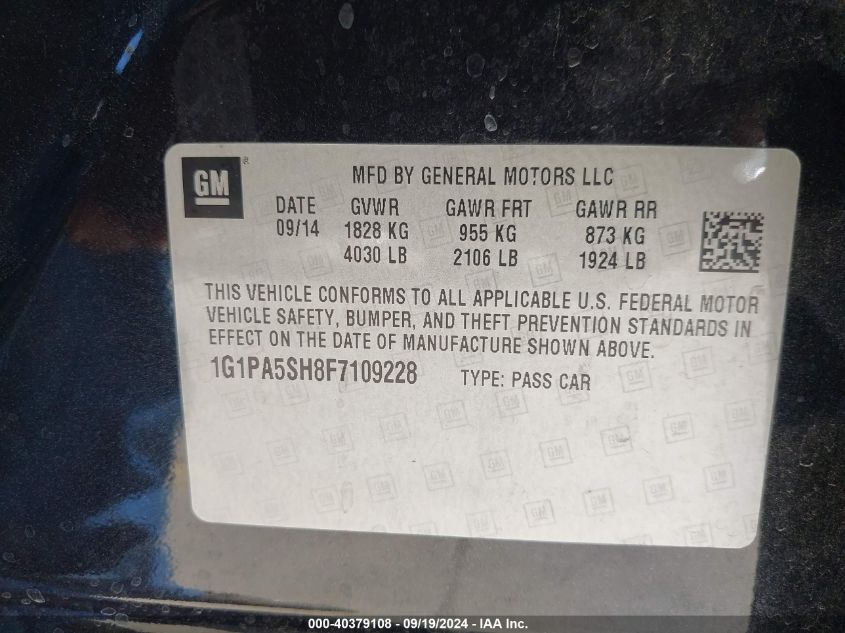 GM
MFD BY GENERAL MOTORS LLC
DATE GVWR GAWR FRT GAWR RR
09/14 1828 KG 955 KG 873 KG
4030 LB 2106 LB 1924 LB
THIS VEHICLE CONFORMS TO ALL APPLICABLE U.S. FEDERAL MOTOR
VEHICLE SAFETY, BUMPER, AND THEFT PREVENTION STANDARDS IN
EFFECT ON THE DATE OF MANUFACTURE SHOWN ABOVE.
1G1PA5SH8F7109228 TYPE: PASS CAR
000-40379108 - 09/19/2024 - IAA Inc.